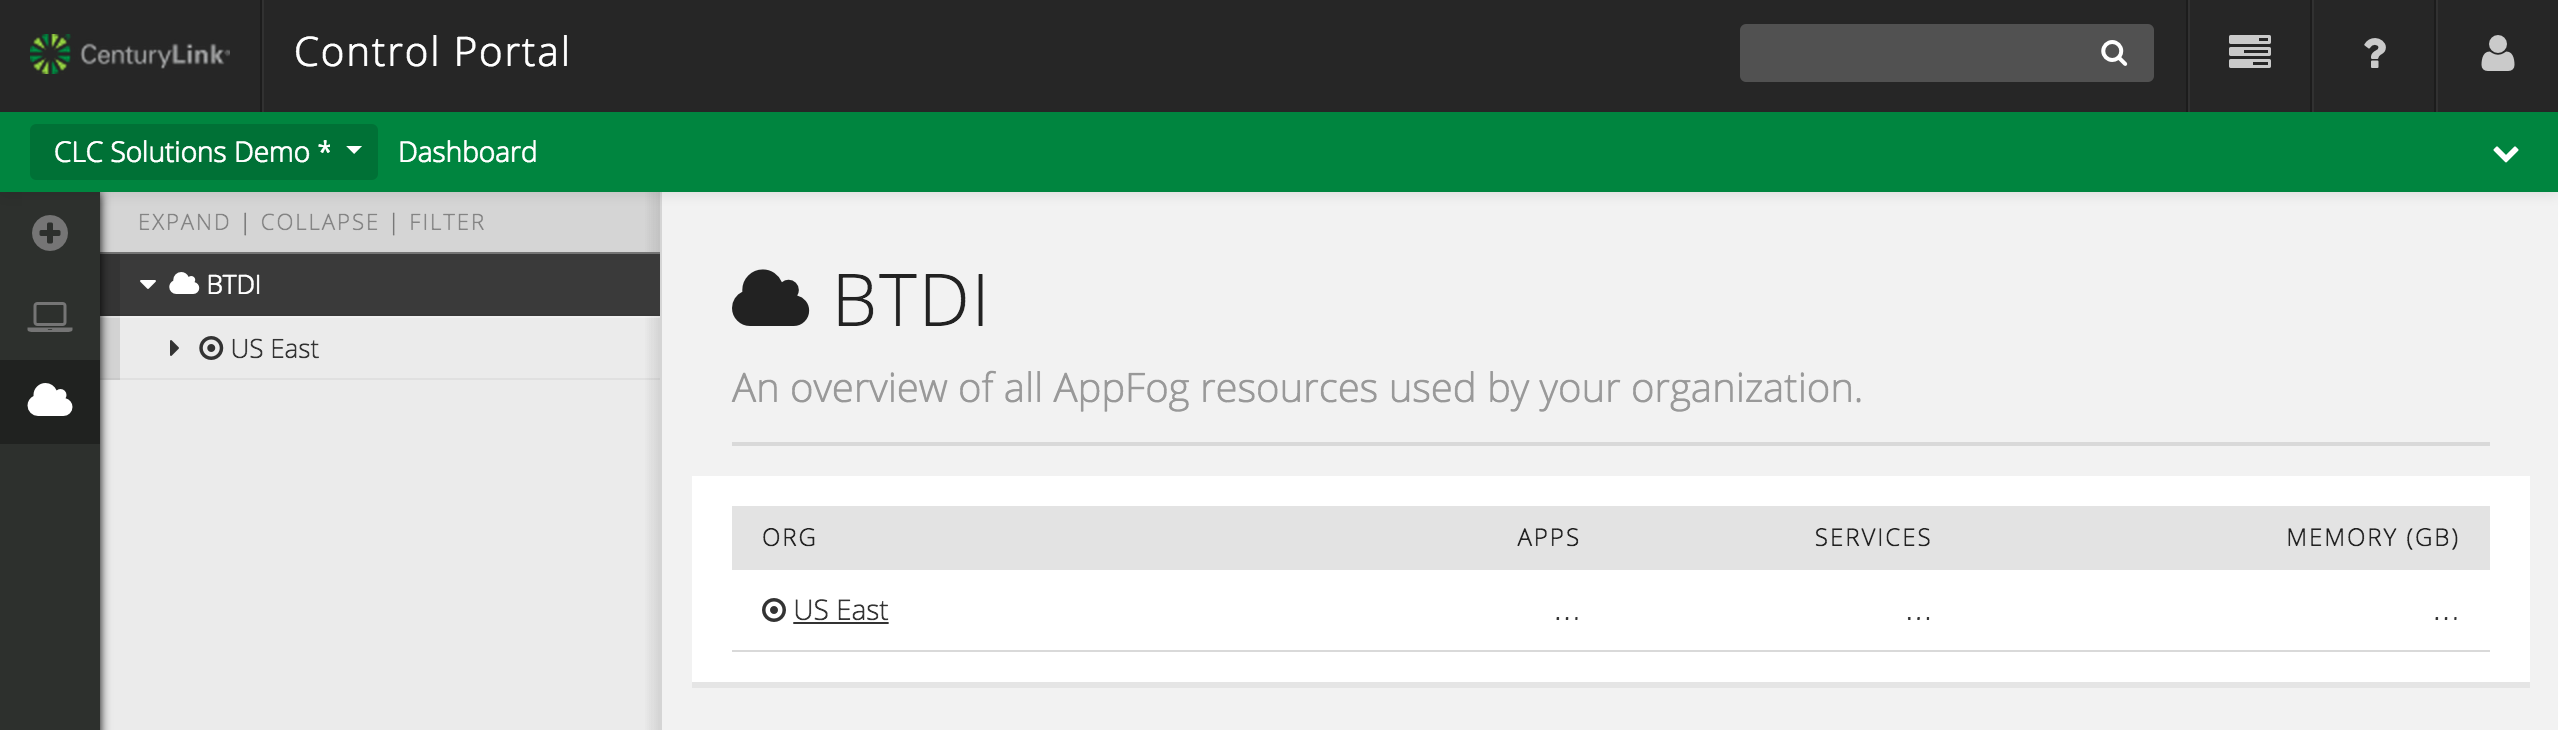 CenturyLink®
Control Portal
?
CLC Solutions Demo *
Dashboard
EXPAND | COLLAPSE | FILTER
BTDI
US East
BTDI
An overview of all AppFog resources used by your organization.
ORG APPS SERVICES MEMORY (GB)
US East ... ... ...